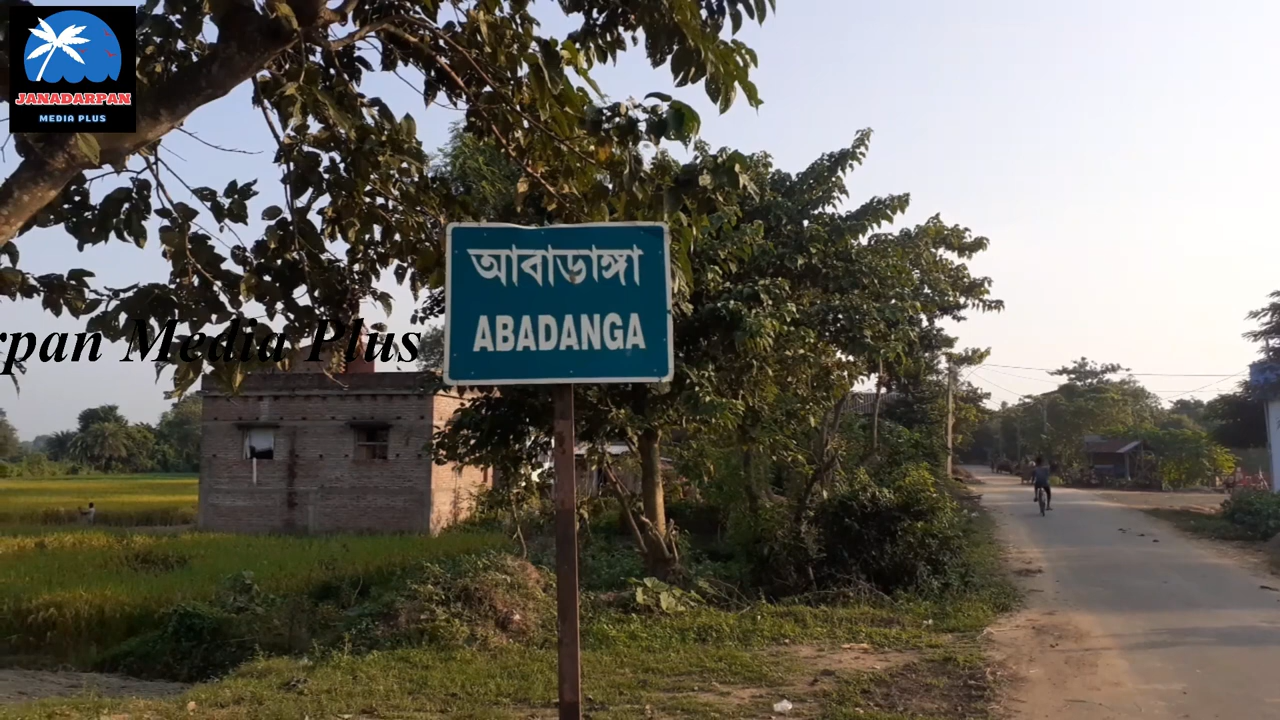 JANADARPAN
MEDIA PLUS
আবাডাঙ্গা
ABADANGA
rpan Media Plus